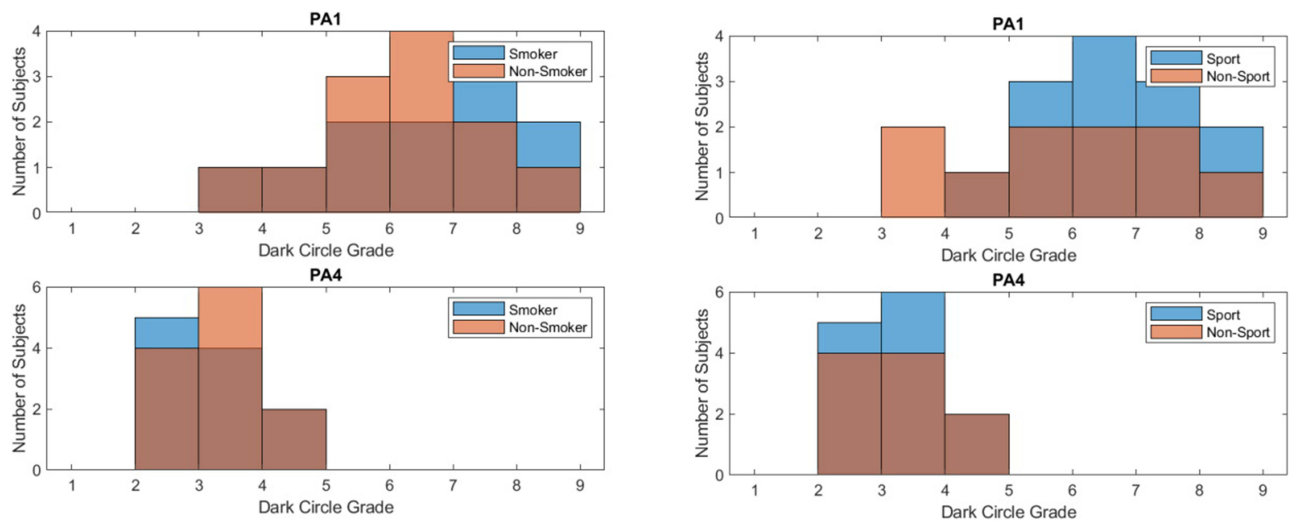 PA1
Number of Subjects
4
3
2
1
0
Smoker
Non-Smoker
1 2 3 4 5 6 7 8 9
Dark Circle Grade
PA1
Number of Subjects
4
3
2
1
0
Sport
Non-Sport
1 2 3 4 5 6 7 8 9
Dark Circle Grade
PA4
Number of Subjects
6
4
2
0
Smoker
Non-Smoker
1 2 3 4 5 6 7 8 9
Dark Circle Grade
PA4
Number of Subjects
6
4
2
0
Sport
Non-Sport
1 2 3 4 5 6 7 8 9
Dark Circle Grade